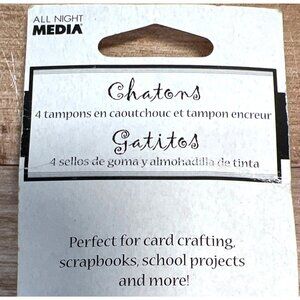 ALL NIGHT
MEDIA
Chatons
4 tampons en caoutchouc et tampon encreur
Gatitos
4 sellos de goma y almohadilla de tinta
Perfect for card crafting,
scrapbooks, school projects
and more!